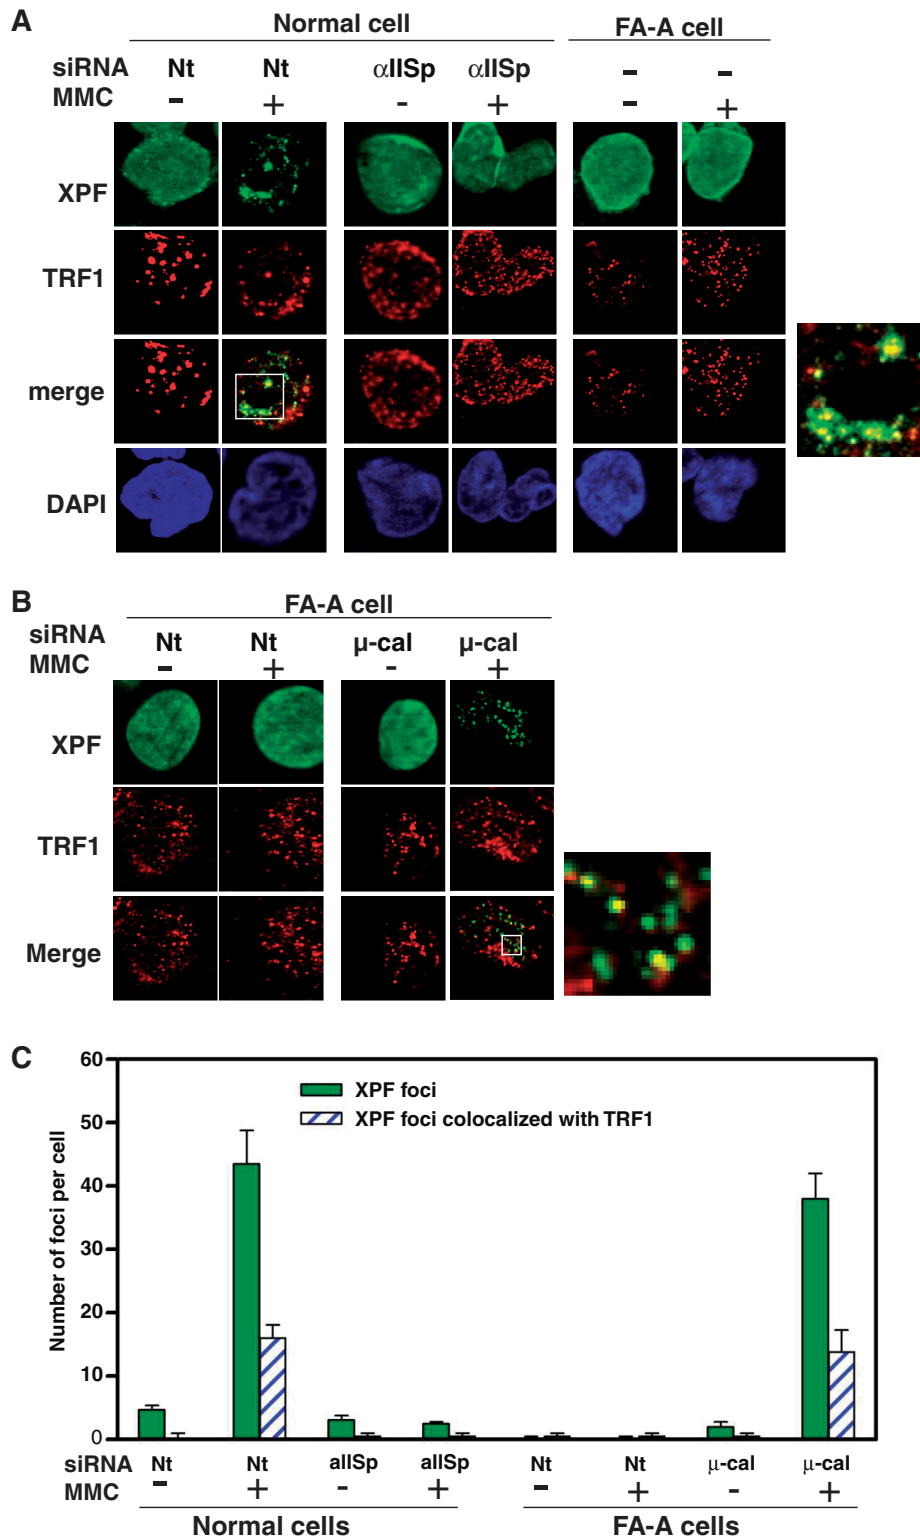 A
Normal cell
FA-A cell
siRNA Nt Nt αIISp αIISp - -
MMC - + - + - +
XPF
TRF1
merge
DAPI
B
FA-A cell
siRNA Nt Nt μ-cal μ-cal
MMC - + - +
XPF
TRF1
Merge
C
60
50
40
30
20
10
0
Number of foci per cell
XPF foci
XPF foci colocalized with TRF1
siRNA Nt Nt allSp allSp Nt Nt μ-cal μ-cal
MMC - + - + - + - +
Normal cells FA-A cells